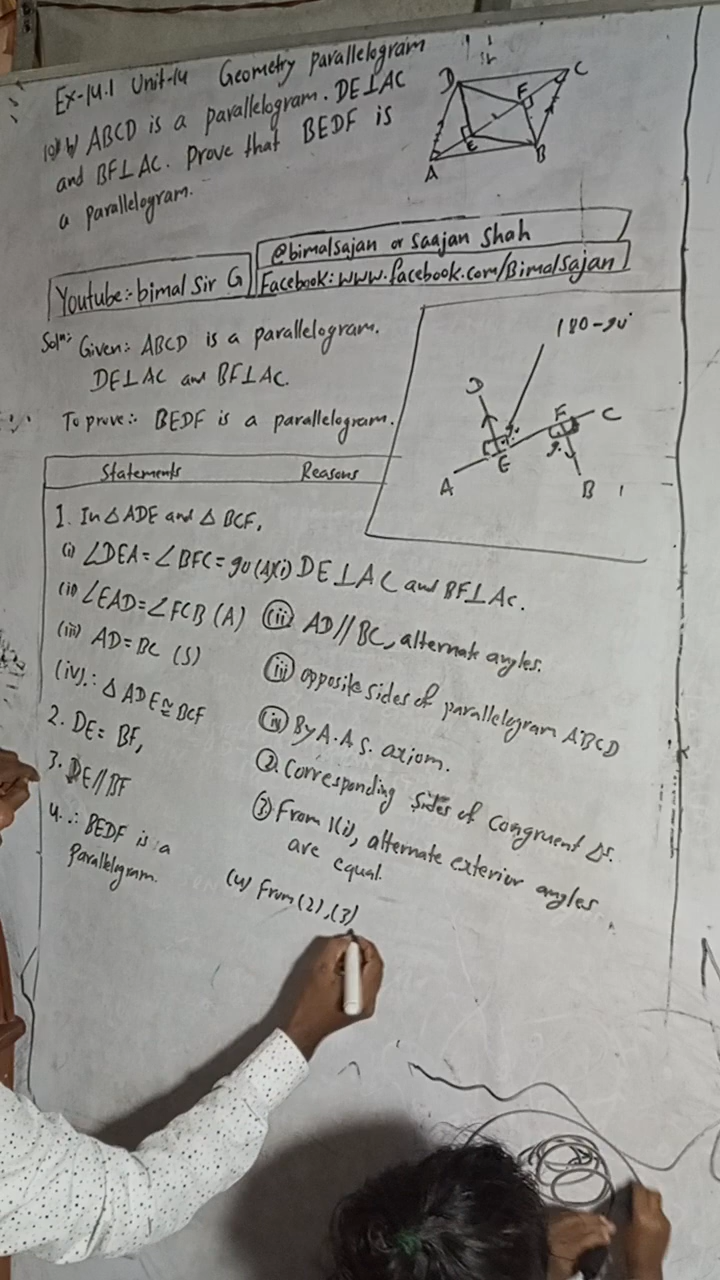 Ex-14.1 Unit-14 Geometry parallelogram
10) b) ABCD is a parallelogram. DE⊥AC
and BF⊥AC. Prove that BEDF is
a parallelogram.
D C
F
E
A B
@bimalsajan or Saajan Shah
Youtube:- bimal Sir G
Facebook: www.facebook.com/BimalSajan
Soln: Given: ABCD is a parallelogram.
DE⊥AC and BF⊥AC.
To prove:- BEDF is a parallelogram.
180-90°
D
F C
E
A B
Statements Reasons
1. In △ ADE and △ BCF,
(i) ∠DEA = ∠BFC = 90 (A) (i) DE⊥AC and BF⊥AC.
(ii) ∠EAD = ∠FCB (A) (ii) AD//BC, alternate angles.
(iii) AD = BC (S) (iii) opposite sides of parallelogram ABCD
(iv) ∴ △ ADE ≅ BCF (iv) By A.A.S. axiom.
2. DE = BF, (2) Corresponding sides of congruent △s.
3. DE//BF (3) From 1(i), alternate exterior angles
are equal.
4. ∴ BEDF is a (4) From (2), (3)
parallelogram.